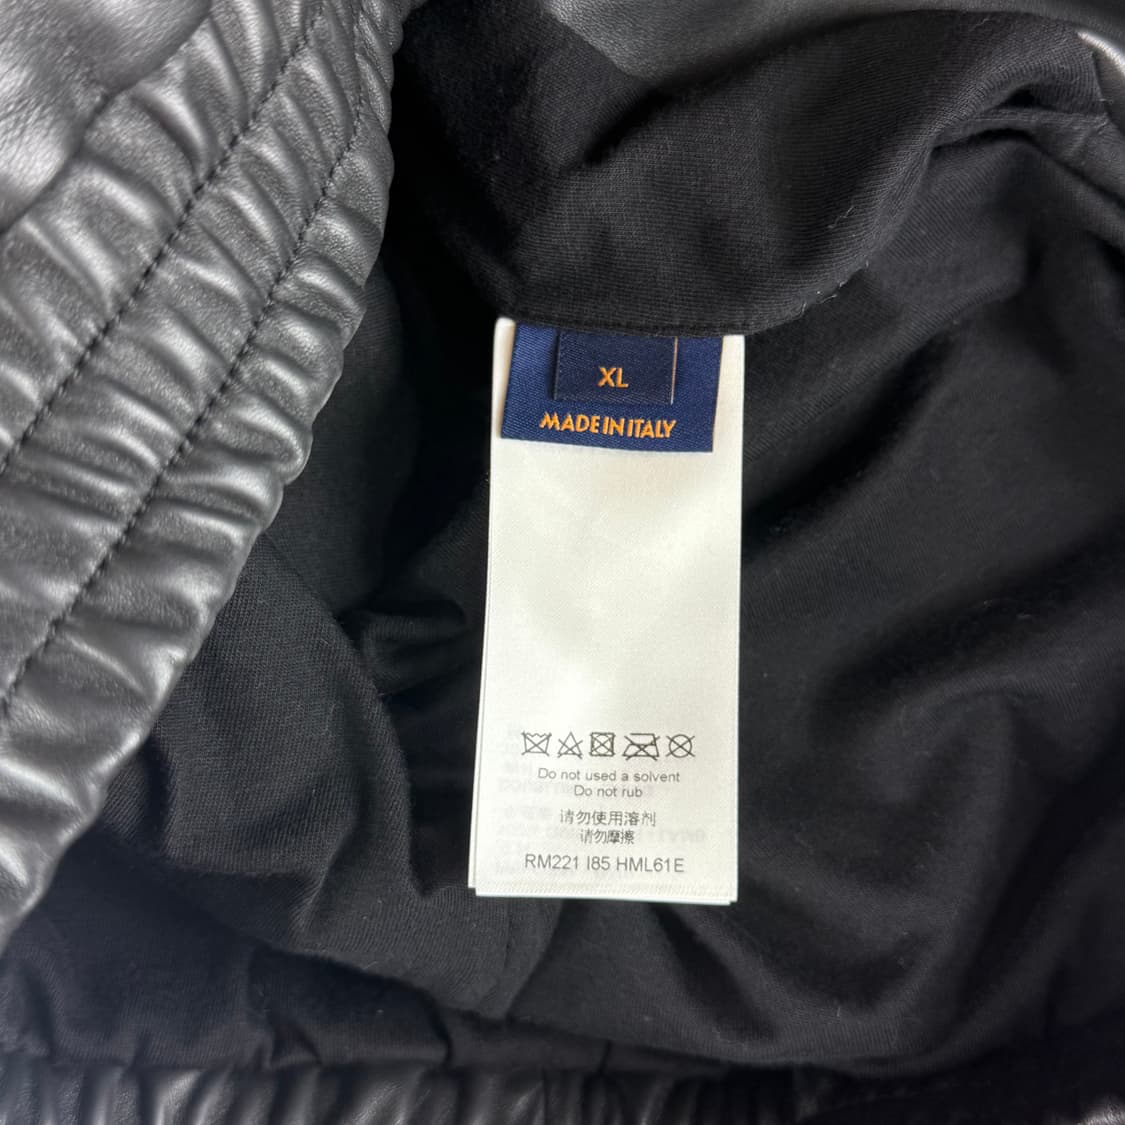 XL
MADE IN ITALY
Do not used a solvent
Do not rub
请勿使用溶剂
请勿摩擦
RM221 I85 HML61E